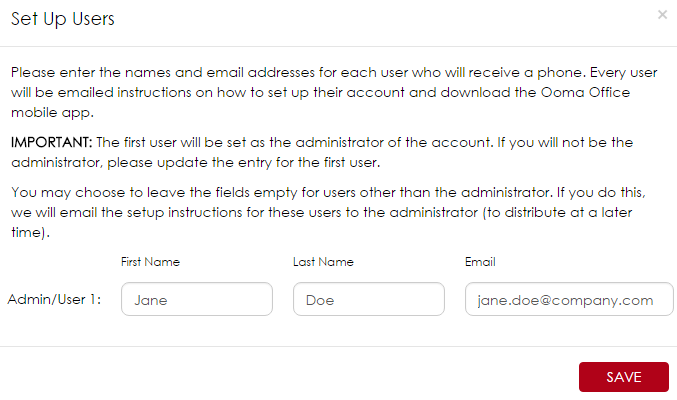 Set Up Users
×
Please enter the names and email addresses for each user who will receive a phone. Every user
will be emailed instructions on how to set up their account and download the Ooma Office
mobile app.
IMPORTANT: The first user will be set as the administrator of the account. If you will not be the
administrator, please update the entry for the first user.
You may choose to leave the fields empty for users other than the administrator. If you do this,
we will email the setup instructions for these users to the administrator (to distribute at a later
time).
First Name Last Name Email
Admin/User 1: Jane Doe jane.doe@company.com
SAVE